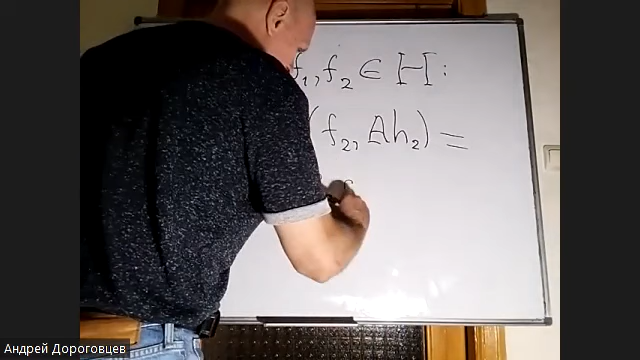 f₁, f₂ ∈ H:
(f₂, Ah₂) =
Андрей Дороговцев